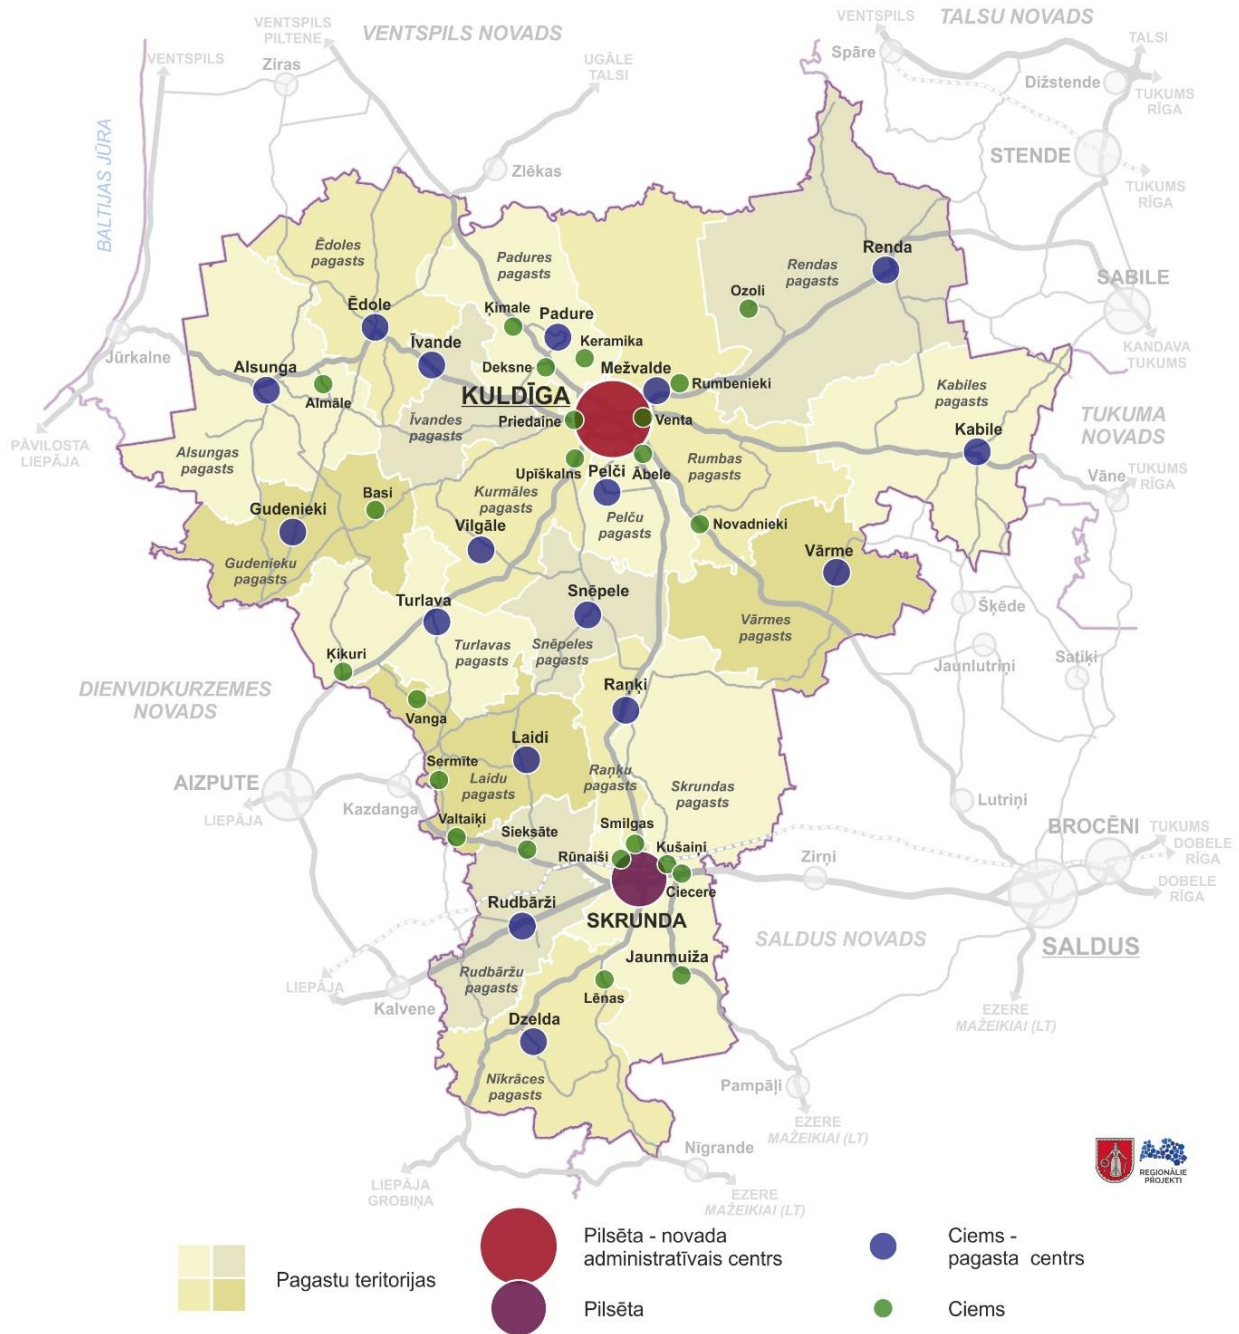 VENTSPILS
PILTENE
VENTSPILS NOVADS
VENTSPILS
TALSU NOVADS
VENTSPILS
Ziras
UGĀLE
TALSI
Spāre
TALSI
Dižstende
TUKUMS
RĪGA
BALTIJAS JŪRA
Zlēkas
STENDE
TUKUMS
RĪGA
Ēdoles
pagasts
Padures
pagasts
Rendas
pagasts
Renda
SABILE
Ozoli
Ķimale
Padure
Ēdole
Īvande
Keramika
KANDAVA
TUKUMS
Jūrkalne
Alsunga
Deksne
Mežvalde
Rumbenieki
Kabiles
pagasts
Almāle
KULDĪGA
TUKUMA
NOVADS
Īvandes
pagasts
Priedaine
Venta
Kabile
PĀVILOSTA
LIEPĀJA
Alsungas
pagasts
Upīškalns
Pelči
Ābele
Rumbas
pagasts
Vāne
TUKUMS
RĪGA
Basi
Kurmāles
pagasts
Gudenieki
Vilgāle
Pelču
pagasts
Novadnieki
Vārme
Gudenieku
pagasts
Turlava
Snēpele
Šķēde
Vārmes
pagasts
Turlavas
pagasts
Snēpeles
pagasts
Ķikuri
Jaunlutriņi
Satiķi
DIENVIDKURZEMES
NOVADS
Raņķi
Vanga
Laidi
Sermīte
AIZPUTE
Laidu
pagasts
Raņķu
pagasts
Skrundas
pagasts
Kazdanga
LIEPĀJA
Lutriņi
Valtaiķi
Sieksāte
Smilgas
BROCĒNI
TUKUMS
DOBELE
RĪGA
Rūnaiši
Kušaiņi
Zirņi
Ciecere
DOBELE
RĪGA
Rudbārži
SKRUNDA
SALDUS NOVADS
SALDUS
Jaunmuiža
Rudbāržu
pagasts
LIEPĀJA
Kalvene
Lēnas
Dzelda
EZERE
MAŽEIKIAI (LT)
Nīkrāces
pagasts
Pampāļi
EZERE
MAŽEIKIAI (LT)
Nīgrande
LIEPĀJA
GROBIŅA
EZERE
MAŽEIKIAI (LT)
REGIONĀLIE
PROJEKTI
Pagastu teritorijas
Pilsēta - novada
administratīvais centrs
Pilsēta
Ciems -
pagasta centrs
Ciems